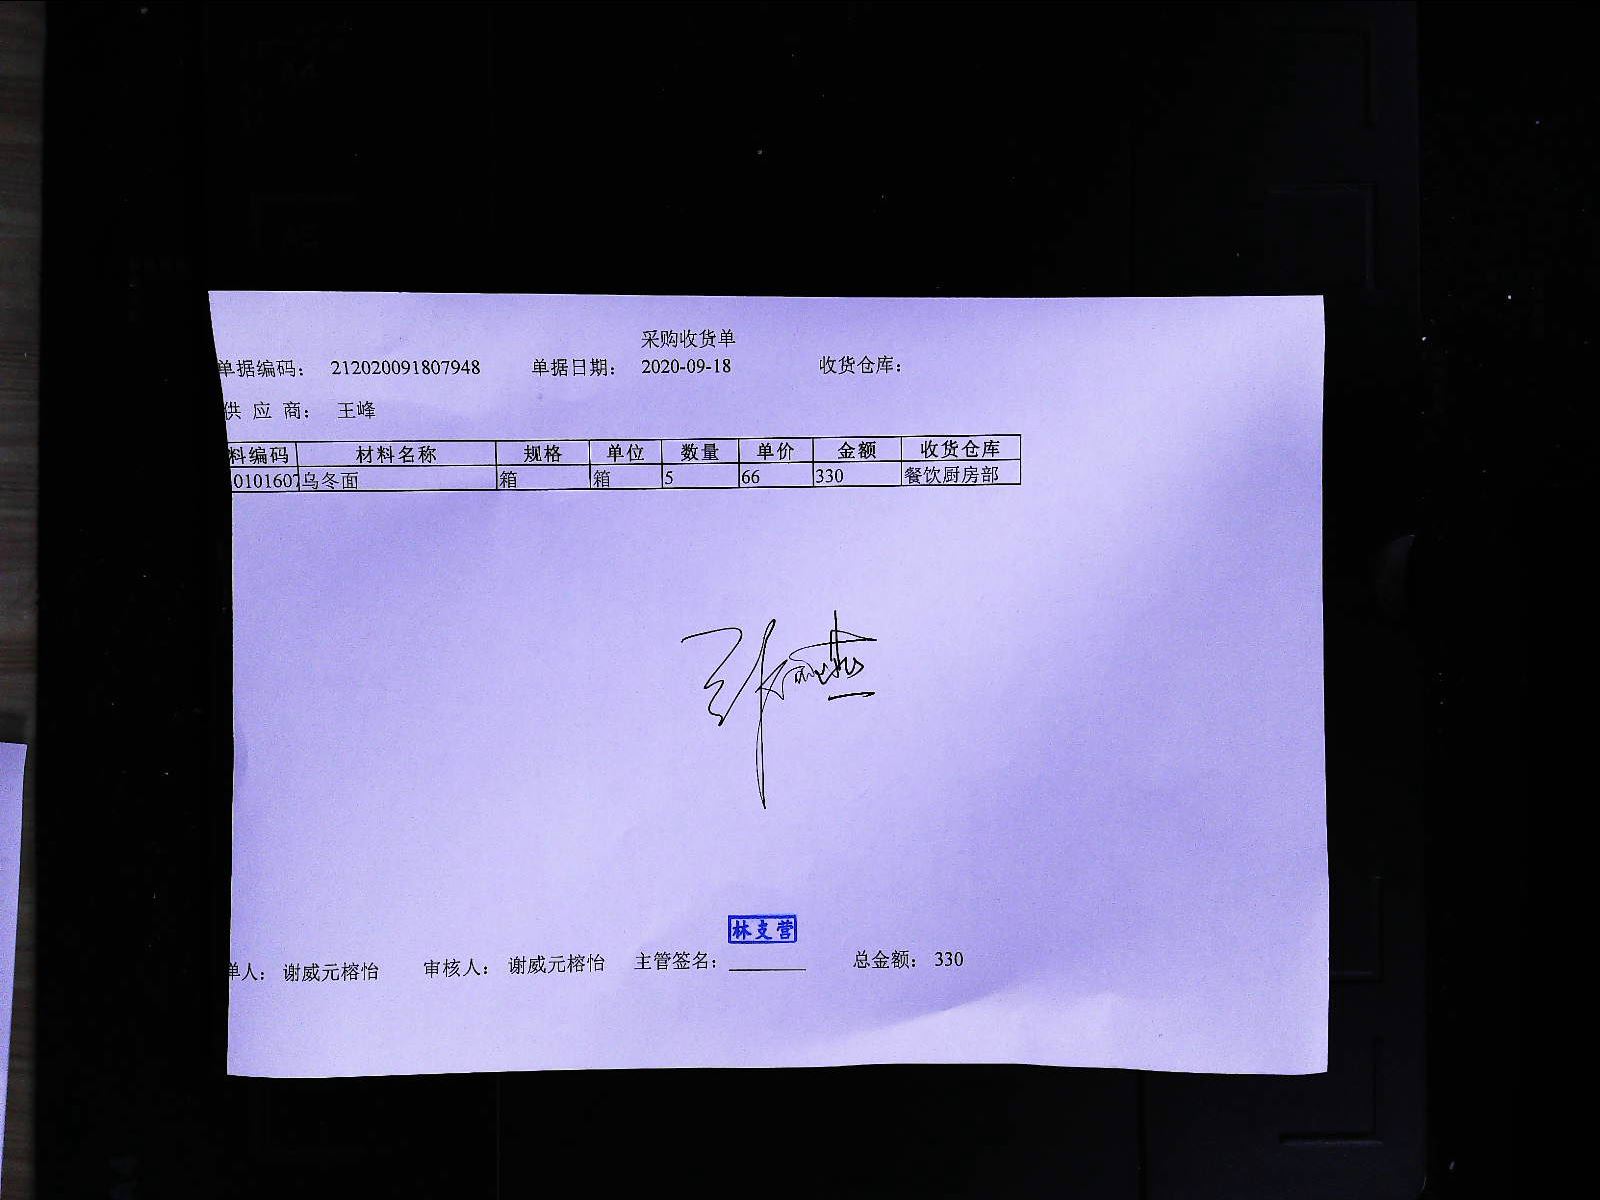 采购收货单
单据编码： 212020091807948 单据日期： 2020-09-18 收货仓库：
供 应 商： 王峰
料编码 材料名称 规格 单位 数量 单价 金额 收货仓库
0101607 乌冬面 箱 箱 5 66 330 餐饮厨房部
林支营
单人： 谢威元榕怡 审核人： 谢威元榕怡 主管签名： 总金额： 330